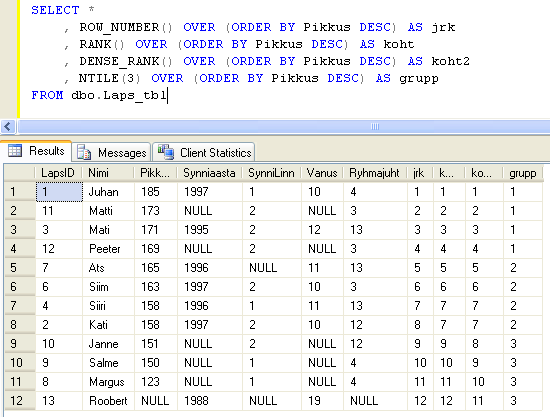 SELECT *
, ROW_NUMBER() OVER (ORDER BY Pikkus DESC) AS jrk
, RANK() OVER (ORDER BY Pikkus DESC) AS koht
, DENSE_RANK() OVER (ORDER BY Pikkus DESC) AS koht2
, NTILE(3) OVER (ORDER BY Pikkus DESC) AS grupp
FROM dbo.Laps_tbl
Results Messages Client Statistics
LapsID Nimi Pikk... Synniaasta SynniLinn Vanus Ryhmajuht jrk k... ko... grupp
1 1 Juhan 185 1997 1 10 4 1 1 1 1
2 11 Matti 173 NULL 2 NULL 3 2 2 2 1
3 3 Mati 171 1995 2 12 13 3 3 3 1
4 12 Peeter 169 NULL 2 NULL 3 4 4 4 1
5 7 Ats 165 1996 NULL 11 13 5 5 5 2
6 6 Siim 163 1997 2 10 3 6 6 6 2
7 4 Siiri 158 1996 1 11 13 7 7 7 2
8 2 Kati 158 1997 2 10 12 8 7 7 2
9 10 Janne 151 NULL 2 NULL 12 9 9 8 3
10 9 Salme 150 NULL 1 NULL 4 10 10 9 3
11 8 Margus 123 NULL 1 NULL 4 11 11 10 3
12 13 Roobert NULL 1988 NULL 19 NULL 12 12 11 3